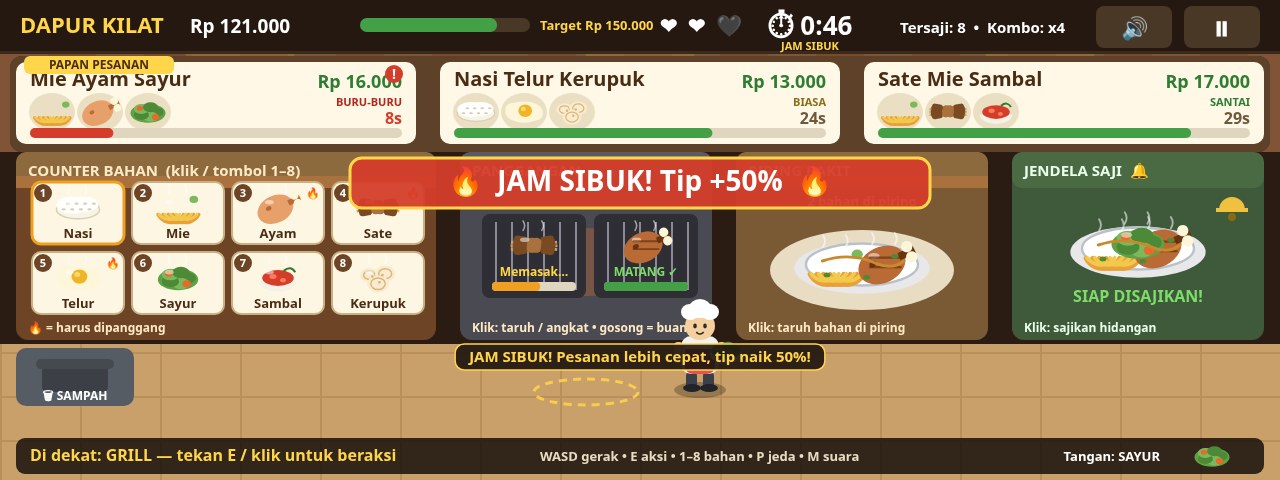 DAPUR KILAT
Rp 121.000
Target Rp 150.000
0:46
JAM SIBUK
Tersaji: 8 • Kombo: x4
PAPAN PESANAN
Mie Ayam Sayur
Rp 16.000
!
BURU-BURU
8s
Nasi Telur Kerupuk
Rp 13.000
BIASA
24s
Sate Mie Sambal
Rp 17.000
SANTAI
29s
COUNTER BAHAN (klik / tombol 1–8)
JAM SIBUK! Tip +50%
JENDELA SAJI
1
Nasi
2
Mie
3
Ayam
4
Sate
5
Telur
6
Sayur
7
Sambal
8
Kerupuk
= harus dipanggang
Memasak...
MATANG ✓
Klik: taruh / angkat • gosong = buang
Klik: taruh bahan di piring
SIAP DISAJIKAN!
Klik: sajikan hidangan
JAM SIBUK! Pesanan lebih cepat, tip naik 50%!
SAMPAH
Di dekat: GRILL — tekan E / klik untuk beraksi
WASD gerak • E aksi • 1–8 bahan • P jeda • M suara
Tangan: SAYUR